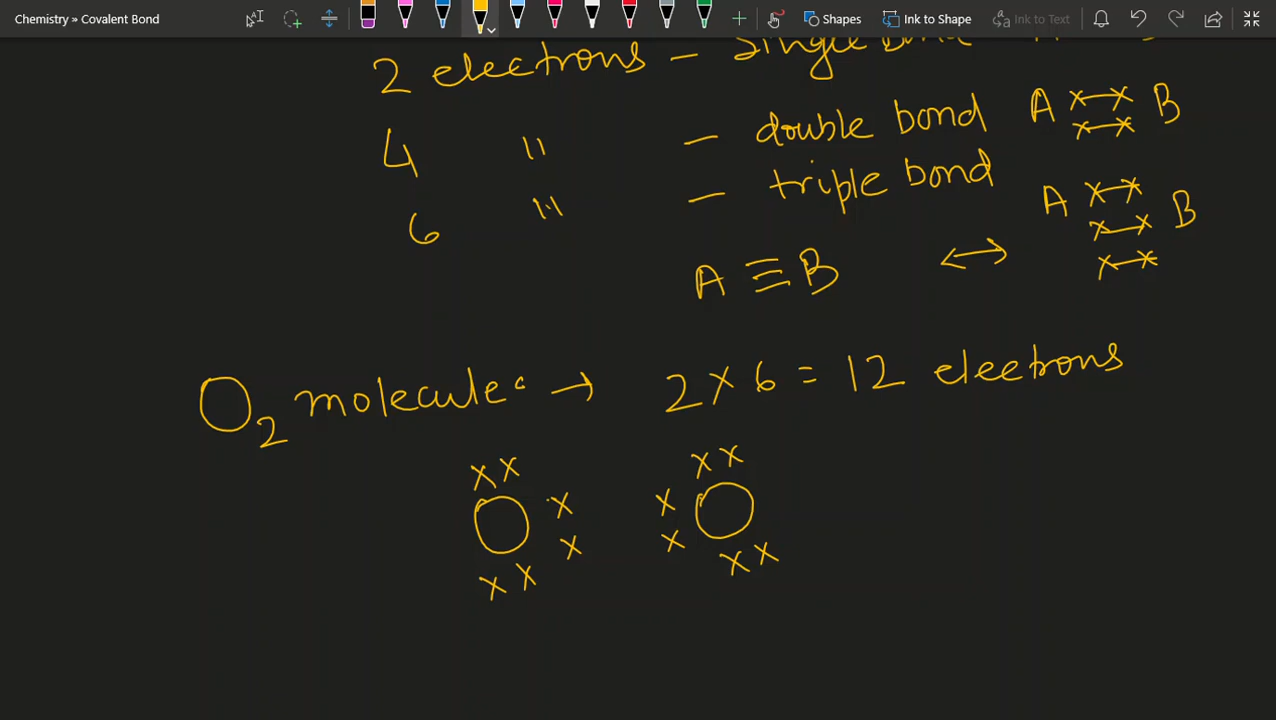 Chemistry » Covalent Bond
Shapes
Ink to Shape
Ink to Text
2 electrons - single bond
4 " - double bond A x—x B
x—x
6 " - triple bond A x—x B
x—x
x—x
A ≡ B ↔
O2 molecules → 2 × 6 = 12 electrons
x x x x
O x x O
x x
x x x x